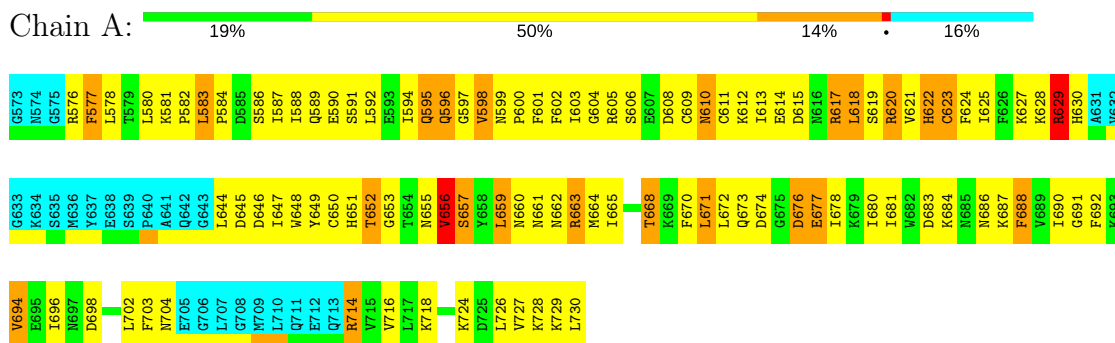 Chain A:
19% 50% 14% • 16%
G573 N574 G575 R576 F577 L578 T579 L580 K581 P582 L583 P584 D585 S586 I587 I588 Q589 E590 S591 L592 E593 I594 Q595 Q596 G597 V598 N599 P600 F601 F602 I603 G604 R605 S606 E607 D608 C609 N610 C611 K612 I613 E614 D615 N616 R617 L618 S619 R620 V621 H622 C623 F624 I625 F626 K627 K628 R629 H630 A631 V632
G633 K634 S635 M636 Y637 E638 S639 P640 A641 Q642 G643 L644 D645 D646 I647 W648 Y649 C650 H651 T652 G653 T654 N655 V656 S657 Y658 L659 N660 N661 N662 R663 M664 I665 T668 K669 F670 L671 L672 Q673 D674 G675 D676 E677 I678 K679 I680 I681 W682 D683 K684 N685 N686 K687 F688 V689 I690 G691 F692 K693
V694 E695 I696 N697 D698 L702 F703 N704 E705 G706 L707 G708 M709 L710 Q711 E712 Q713 R714 V715 V716 L717 K718 K724 D725 L726 V727 K728 K729 L730